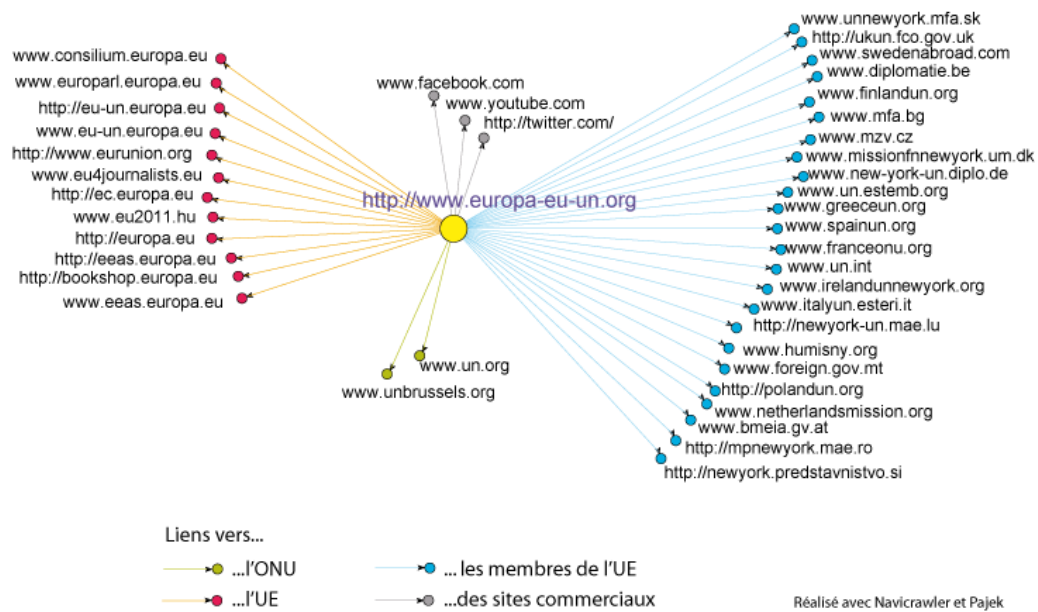 www.consilium.europa.eu
www.europarl.europa.eu
http://eu-un.europa.eu
www.eu-un.europa.eu
http://www.eurunion.org
www.eu4journalists.eu
http://ec.europa.eu
www.eu2011.hu
http://europa.eu
http://eeas.europa.eu
http://bookshop.europa.eu
www.eeas.europa.eu
www.facebook.com
www.youtube.com
http://twitter.com/
http://www.europa-eu-un.org
www.un.org
www.unbrussels.org
www.unnewyork.mfa.sk
http://ukun.fco.gov.uk
www.swedenabroad.com
www.diplomatie.be
www.finlandun.org
www.mfa.bg
www.mzv.cz
www.missionfnnewyork.um.dk
www.new-york-un.diplo.de
www.un.estemb.org
www.greeceun.org
www.spainun.org
www.franceonu.org
www.un.int
www.irelandunnewyork.org
www.italyun.esteri.it
http://newyork-un.mae.lu
www.humisny.org
www.foreign.gov.mt
http://polandun.org
www.netherlandsmission.org
www.bmeia.gv.at
http://mpnewyork.mae.ro
http://newyork.predstavnistvo.si
Liens vers...
...l'ONU
...l'UE
... les membres de l'UE
...des sites commerciaux
Réalisé avec Navicrawler et Pajek